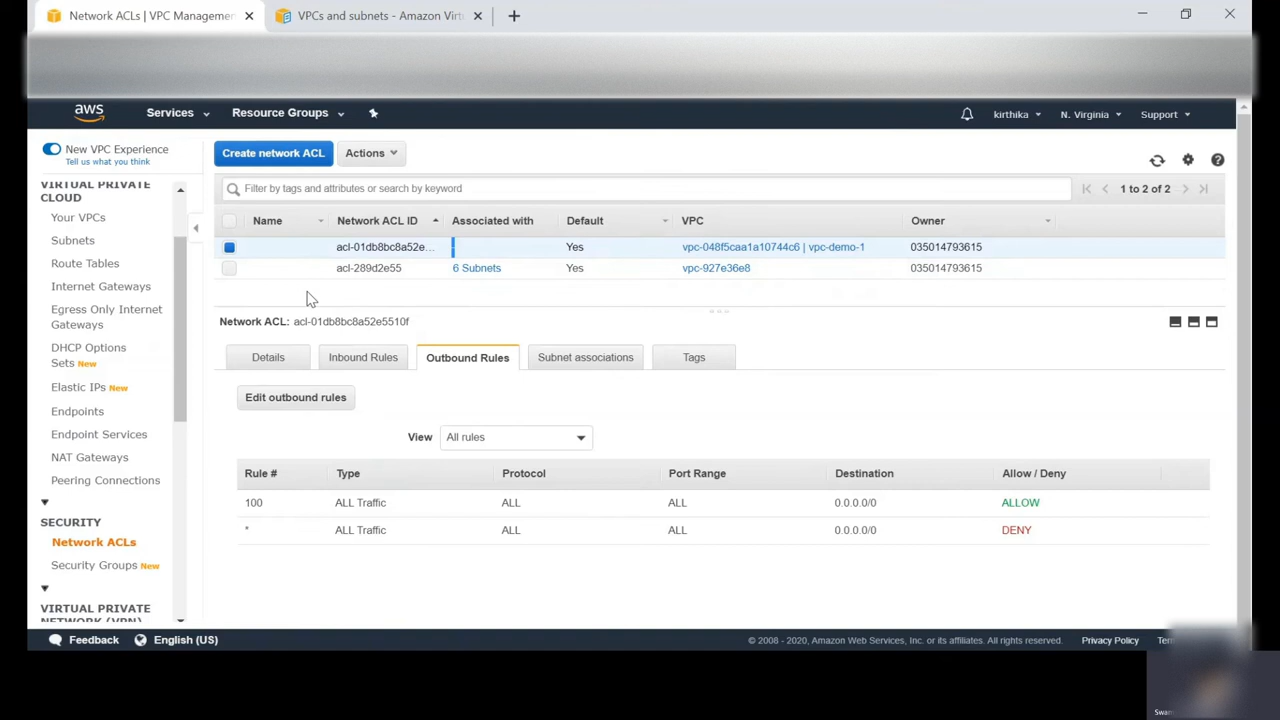 Network ACLs | VPC Managemen
VPCs and subnets - Amazon Virtu
aws
Services
Resource Groups
kirthika
N. Virginia
Support
New VPC Experience
Tell us what you think
VIRTUAL PRIVATE
CLOUD
Your VPCs
Subnets
Route Tables
Internet Gateways
Egress Only Internet
Gateways
DHCP Options
Sets New
Elastic IPs New
Endpoints
Endpoint Services
NAT Gateways
Peering Connections
SECURITY
Network ACLs
Security Groups New
VIRTUAL PRIVATE
NETWORK (VPN)
Create network ACL
Actions
Filter by tags and attributes or search by keyword
1 to 2 of 2
Name Network ACL ID Associated with Default VPC Owner
acl-01db8bc8a52e... - Yes vpc-048f5caa1a10744c6 | vpc-demo-1 035014793615
acl-289d2e55 6 Subnets Yes vpc-927e36e8 035014793615
Network ACL: acl-01db8bc8a52e5510f
Details
Inbound Rules
Outbound Rules
Subnet associations
Tags
Edit outbound rules
View All rules
Rule # Type Protocol Port Range Destination Allow / Deny
100 ALL Traffic ALL ALL 0.0.0.0/0 ALLOW
* ALL Traffic ALL ALL 0.0.0.0/0 DENY
Feedback
English (US)
© 2008 - 2020, Amazon Web Services, Inc. or its affiliates. All rights reserved.
Privacy Policy